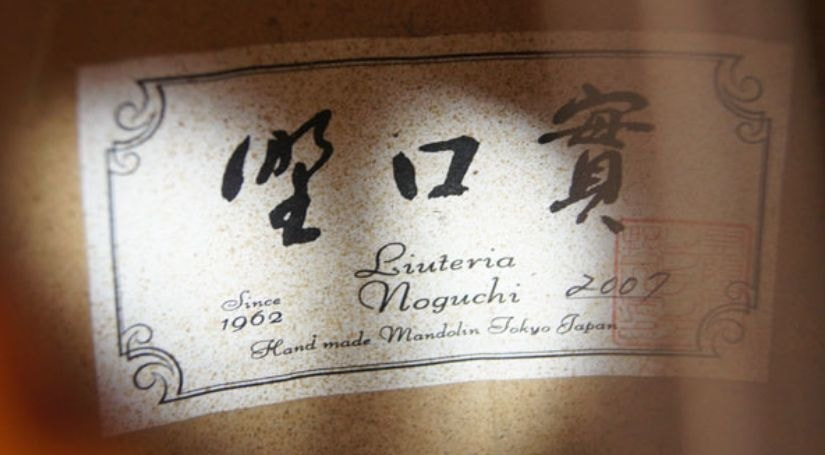 野口實
Liuteria
Noguchi
2007
Since
1962
Hand made Mandolin Tokyo Japan